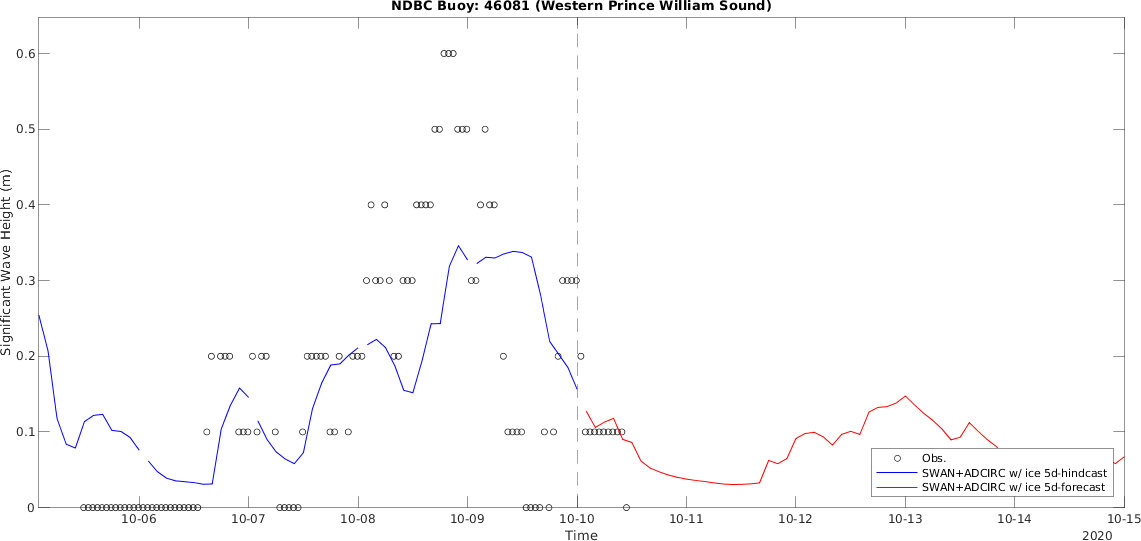 NDBC Buoy: 46081 (Western Prince William Sound)
Significant Wave Height (m)
0.6
0.5
0.4
0.3
0.2
0.1
0
Obs.
SWAN+ADCIRC w/ ice 5d-hindcast
SWAN+ADCIRC w/ ice 5d-forecast
10-06 10-07 10-08 10-09 10-10 10-11 10-12 10-13 10-14 10-15
Time
2020